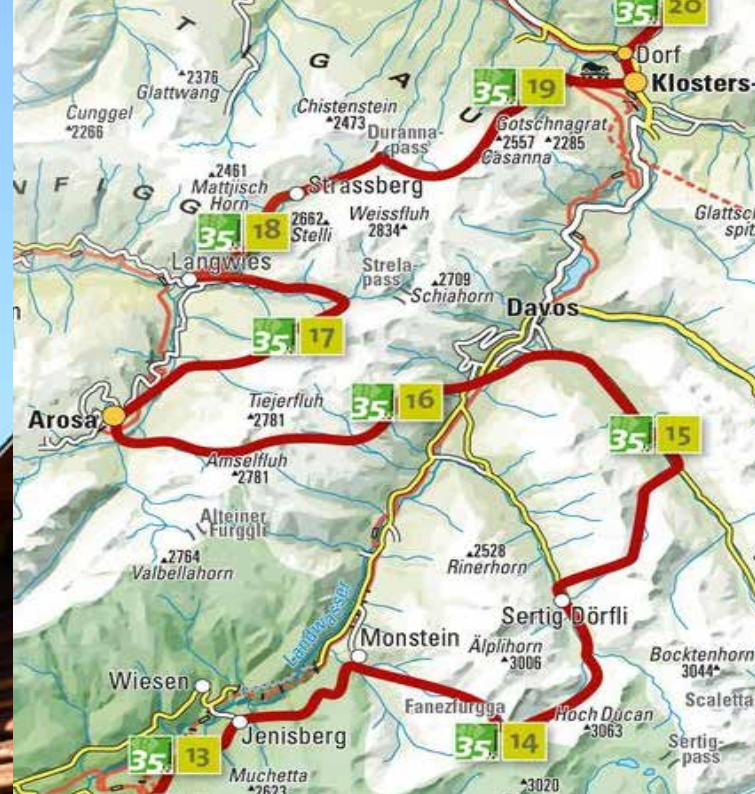 35. 20
Dorf
Klosters-
35. 19
T I G A U
2376
Glattwang
Cunggel
2266
Chistenstein
2473
Duranna-
pass
Gotschnagrat
2557 2285
Casanna
2461
Mattjisch
Horn
Strassberg
N F I G G
35. 18
2662
Stelli
Weissfluh
2834
Glattsch
spit
Langwies
Strela-
pass
2709
Schiahorn
Davos
35. 17
35. 16
Tiejerfluh
2781
Arosa
35. 15
Amselfluh
2781
Alteiner
Furggli
2764
Valbellahorn
2528
Rinerhorn
Landwasser
Sertig Dörfli
Monstein
Älplihorn
3006
Bocktenhorn
3044
Wiesen
Scaletta
Fanezfurgga
Hoch Ducan
3063
Jenisberg
35. 14
Sertig-
pass
35. 13
Muchetta
2623
3020